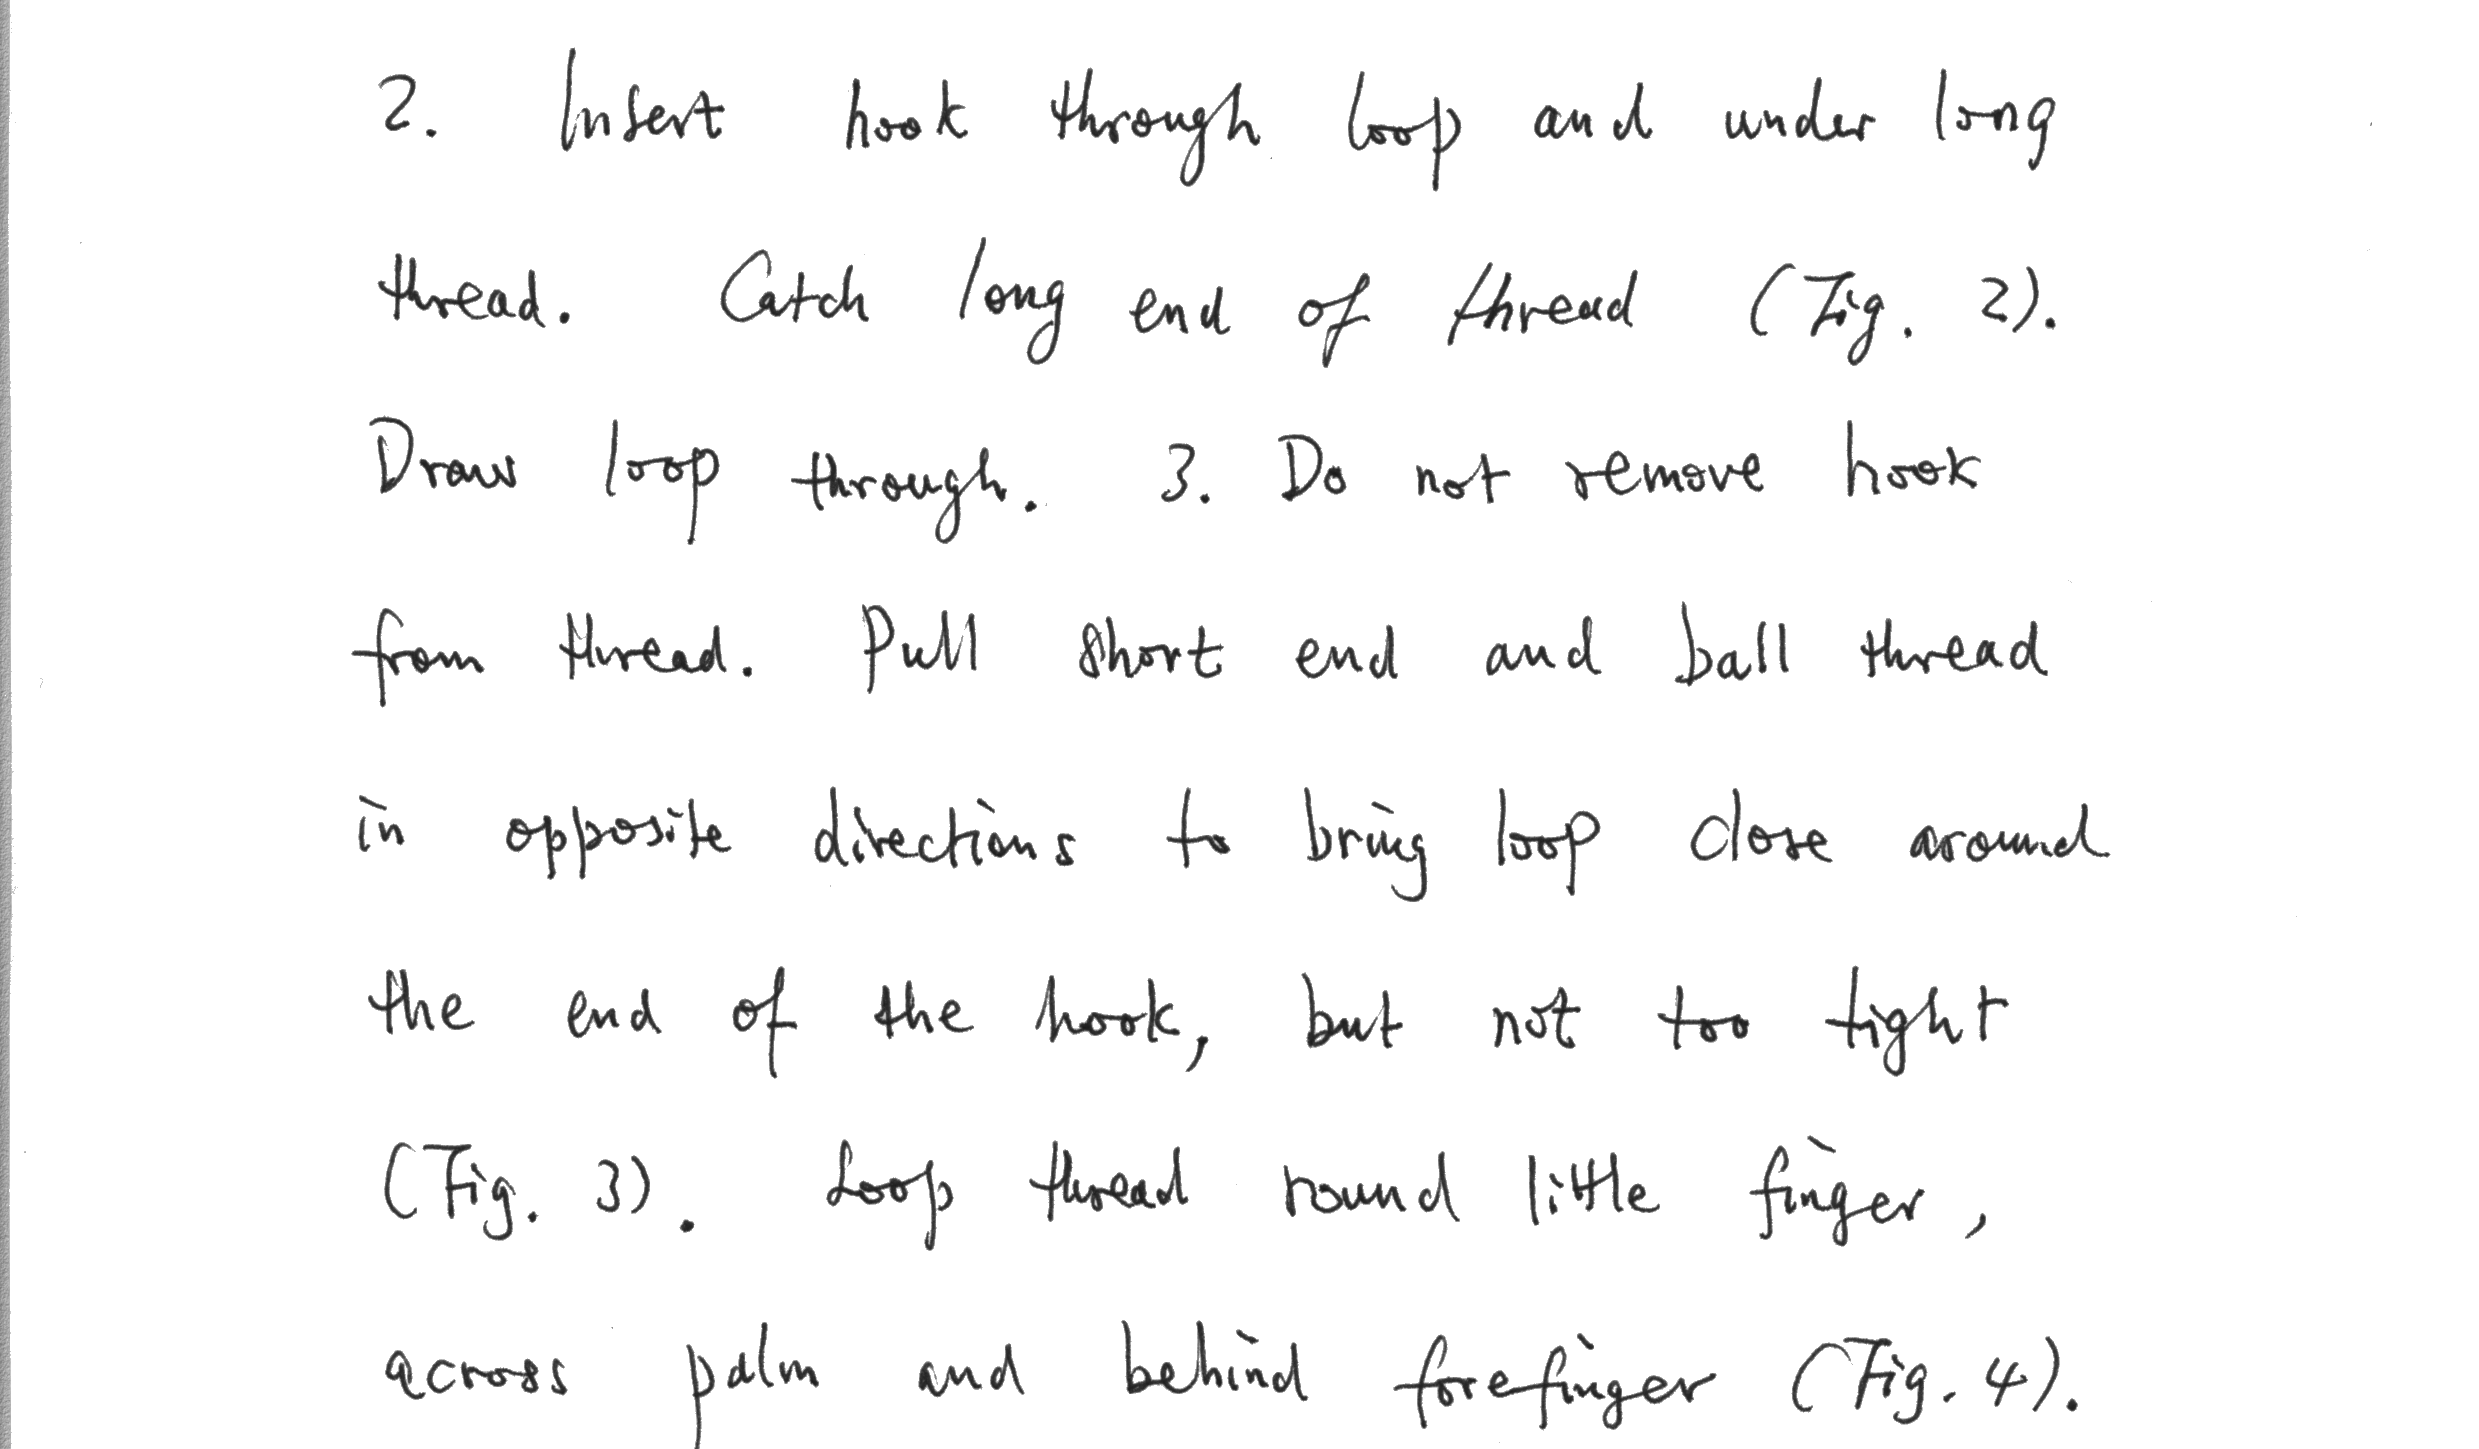 2. Insert hook through loop and under long
thread. Catch long end of thread (Fig. 2).
Draw loop through. 3. Do not remove hook
from thread. Pull short end and ball thread
in opposite directions to bring loop close around
the end of the hook, but not too tight
(Fig. 3). Loop thread round little finger,
across palm and behind forefinger (Fig. 4).